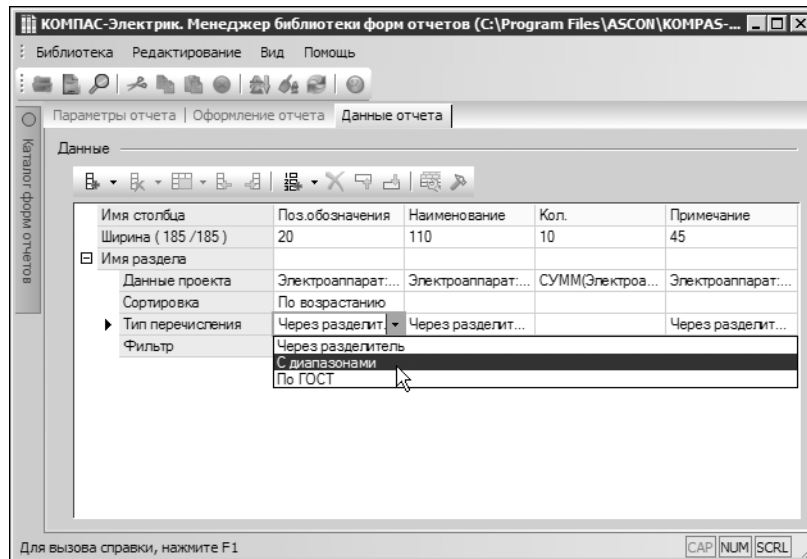 КОМПАС-Электрик. Менеджер библиотеки форм отчетов (C:\Program Files\ASCON\KOMPAS-...
Библиотека Редактирование Вид Помощь
Параметры отчета Оформление отчета Данные отчета
Каталог форм отчетов
Данные
Имя столбца Поз.обозначения Наименование Кол. Примечание
Ширина ( 185 /185 ) 20 110 10 45
Имя раздела
Данные проекта Электроаппарат:... Электроаппарат:... СУММ(Электроа... Электроаппарат:...
Сортировка По возрастанию
Тип перечисления Через разделит. Через разделит... Через разделит...
Фильтр Через разделитель
С диапазонами
По ГОСТ
Для вызова справки, нажмите F1 CAP NUM SCRL